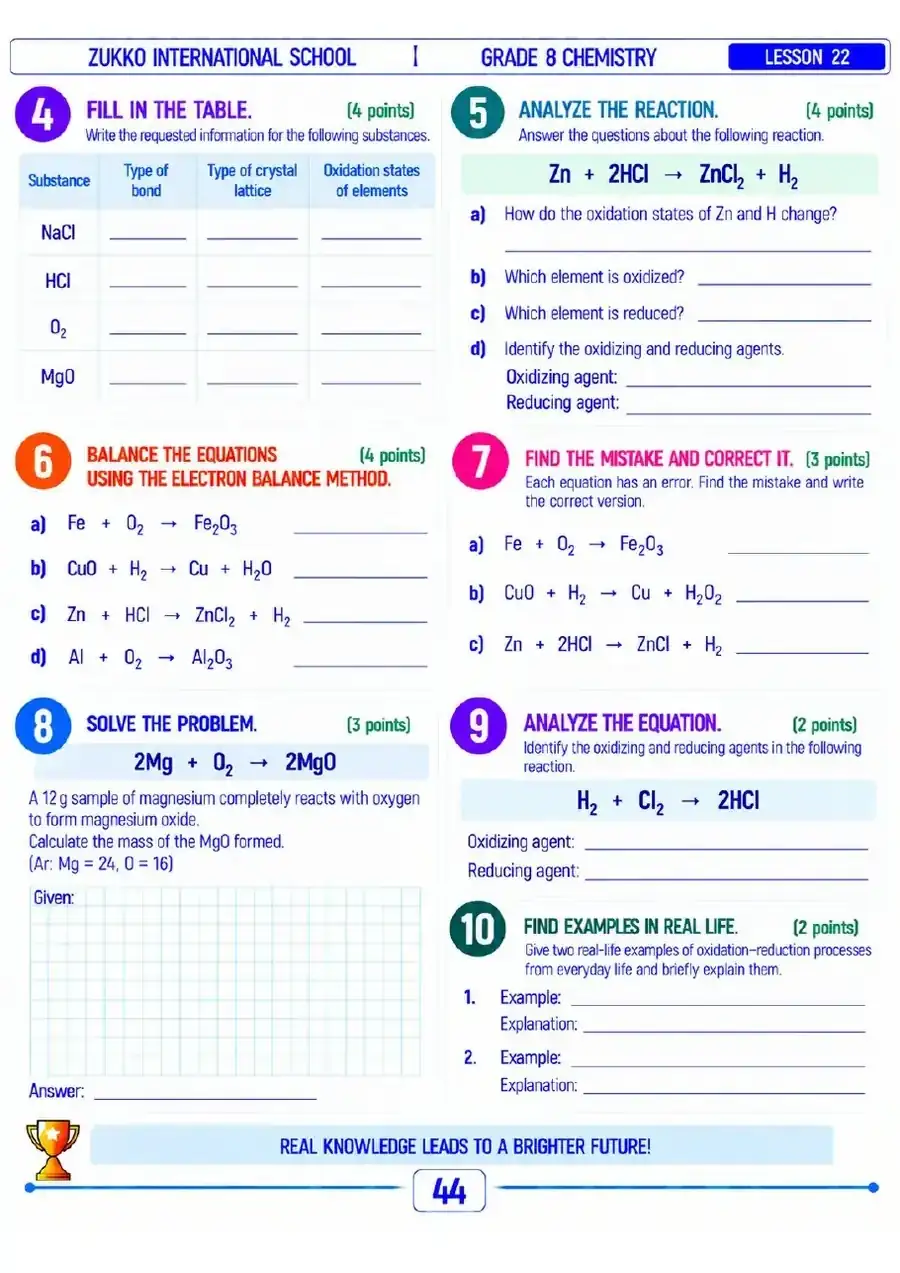 ZUKKO INTERNATIONAL SCHOOL | GRADE 8 CHEMISTRY LESSON 22
4 FILL IN THE TABLE. (4 points)
Write the requested information for the following substances.
Substance Type of bond Type of crystal lattice Oxidation states of elements
NaCl
HCl
O₂
MgO
5 ANALYZE THE REACTION. (4 points)
Answer the questions about the following reaction.
Zn + 2HCl → ZnCl₂ + H₂
a) How do the oxidation states of Zn and H change?
b) Which element is oxidized?
c) Which element is reduced?
d) Identify the oxidizing and reducing agents.
Oxidizing agent:
Reducing agent:
6 BALANCE THE EQUATIONS (4 points)
USING THE ELECTRON BALANCE METHOD.
a) Fe + O₂ → Fe₂O₃
b) CuO + H₂ → Cu + H₂O
c) Zn + HCl → ZnCl₂ + H₂
d) Al + O₂ → Al₂O₃
7 FIND THE MISTAKE AND CORRECT IT. (3 points)
Each equation has an error. Find the mistake and write
the correct version.
a) Fe + O₂ → Fe₂O₃
b) CuO + H₂ → Cu + H₂O₂
c) Zn + 2HCl → ZnCl + H₂
8 SOLVE THE PROBLEM. (3 points)
2Mg + O₂ → 2MgO
A 12 g sample of magnesium completely reacts with oxygen
to form magnesium oxide.
Calculate the mass of the MgO formed.
(Ar: Mg = 24, O = 16)
Given:
Answer:
9 ANALYZE THE EQUATION. (2 points)
Identify the oxidizing and reducing agents in the following
reaction.
H₂ + Cl₂ → 2HCl
Oxidizing agent:
Reducing agent:
10 FIND EXAMPLES IN REAL LIFE. (2 points)
Give two real-life examples of oxidation–reduction processes
from everyday life and briefly explain them.
1. Example:
Explanation:
2. Example:
Explanation:
REAL KNOWLEDGE LEADS TO A BRIGHTER FUTURE!
44